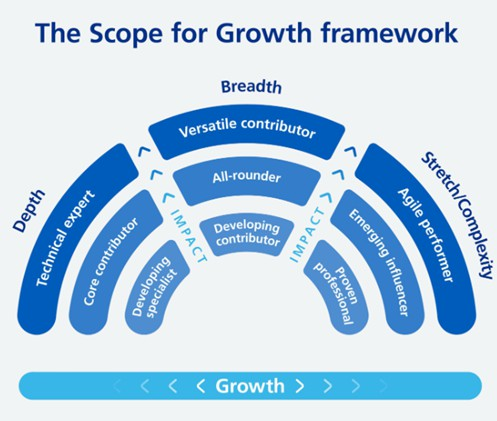 The Scope for Growth framework
Breadth
Versatile contributor
All-rounder
Developing
contributor
Depth
Technical expert
Core contributor
Developing
specialist
IMPACT
IMPACT
Stretch/Complexity
Agile performer
Emerging influencer
Proven
professional
Growth